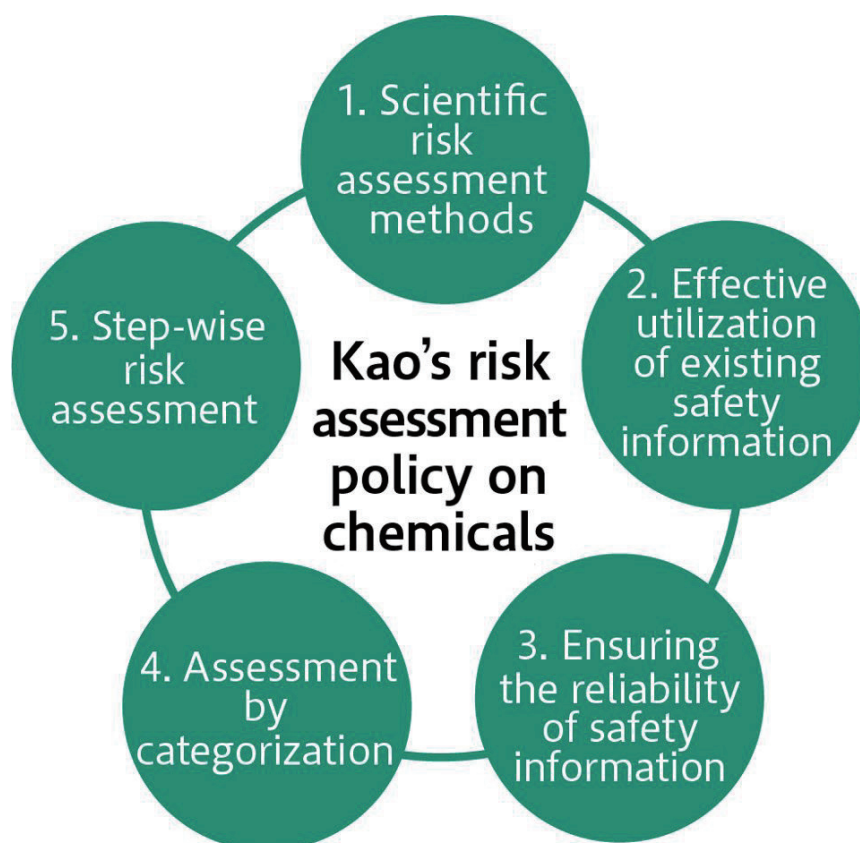 1. Scientific
risk
assessment
methods
2. Effective
utilization
of existing
safety
information
3. Ensuring
the reliability
of safety
information
4. Assessment
by
categorization
5. Step-wise
risk
assessment
Kao's risk
assessment
policy on
chemicals